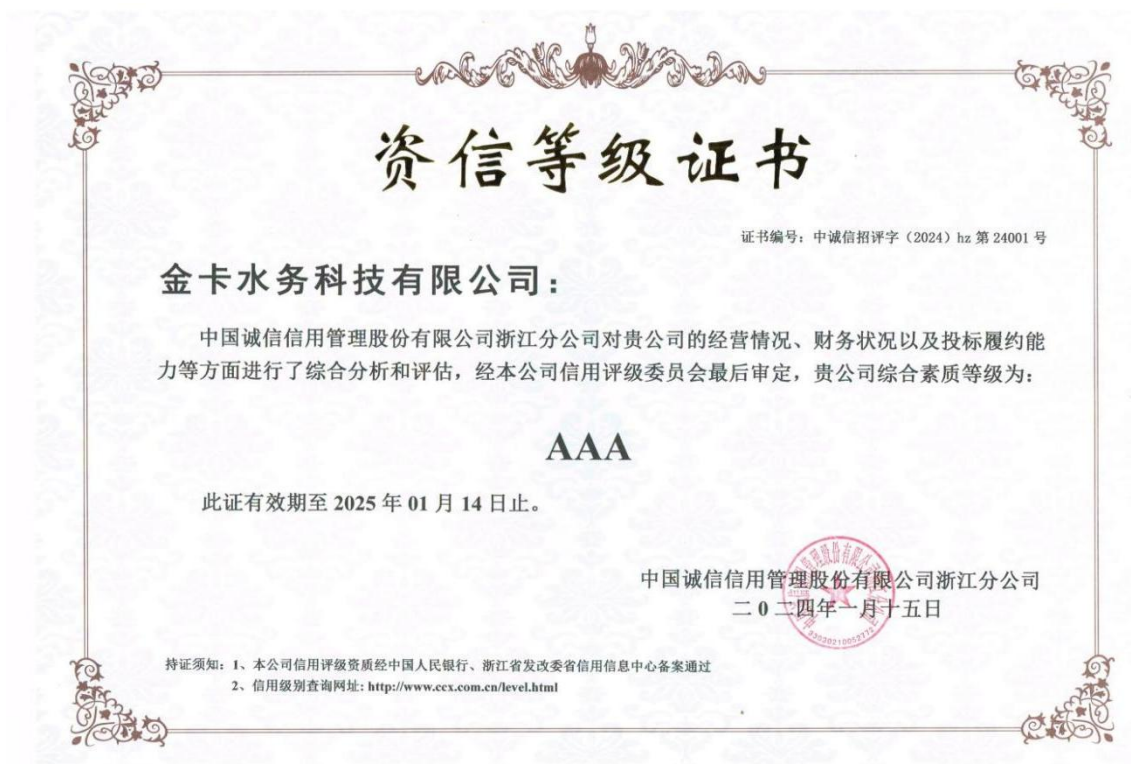 资信等级证书
证书编号：中诚信招评字（2024）hz 第 24001 号
金卡水务科技有限公司：
中国诚信信用管理股份有限公司浙江分公司对贵公司的经营情况、财务状况以及投标履约能
力等方面进行了综合分析和评估，经本公司信用评级委员会最后审定，贵公司综合素质等级为：
AAA
此证有效期至 2025 年 01 月 14 日止。
中国诚信信用管理股份有限公司浙江分公司
二 0 二四年一月十五日
持证须知：1、本公司信用评级资质经中国人民银行、浙江省发改委省信用信息中心备案通过
2、信用级别查询网址: http://www.ccx.com.cn/level.html